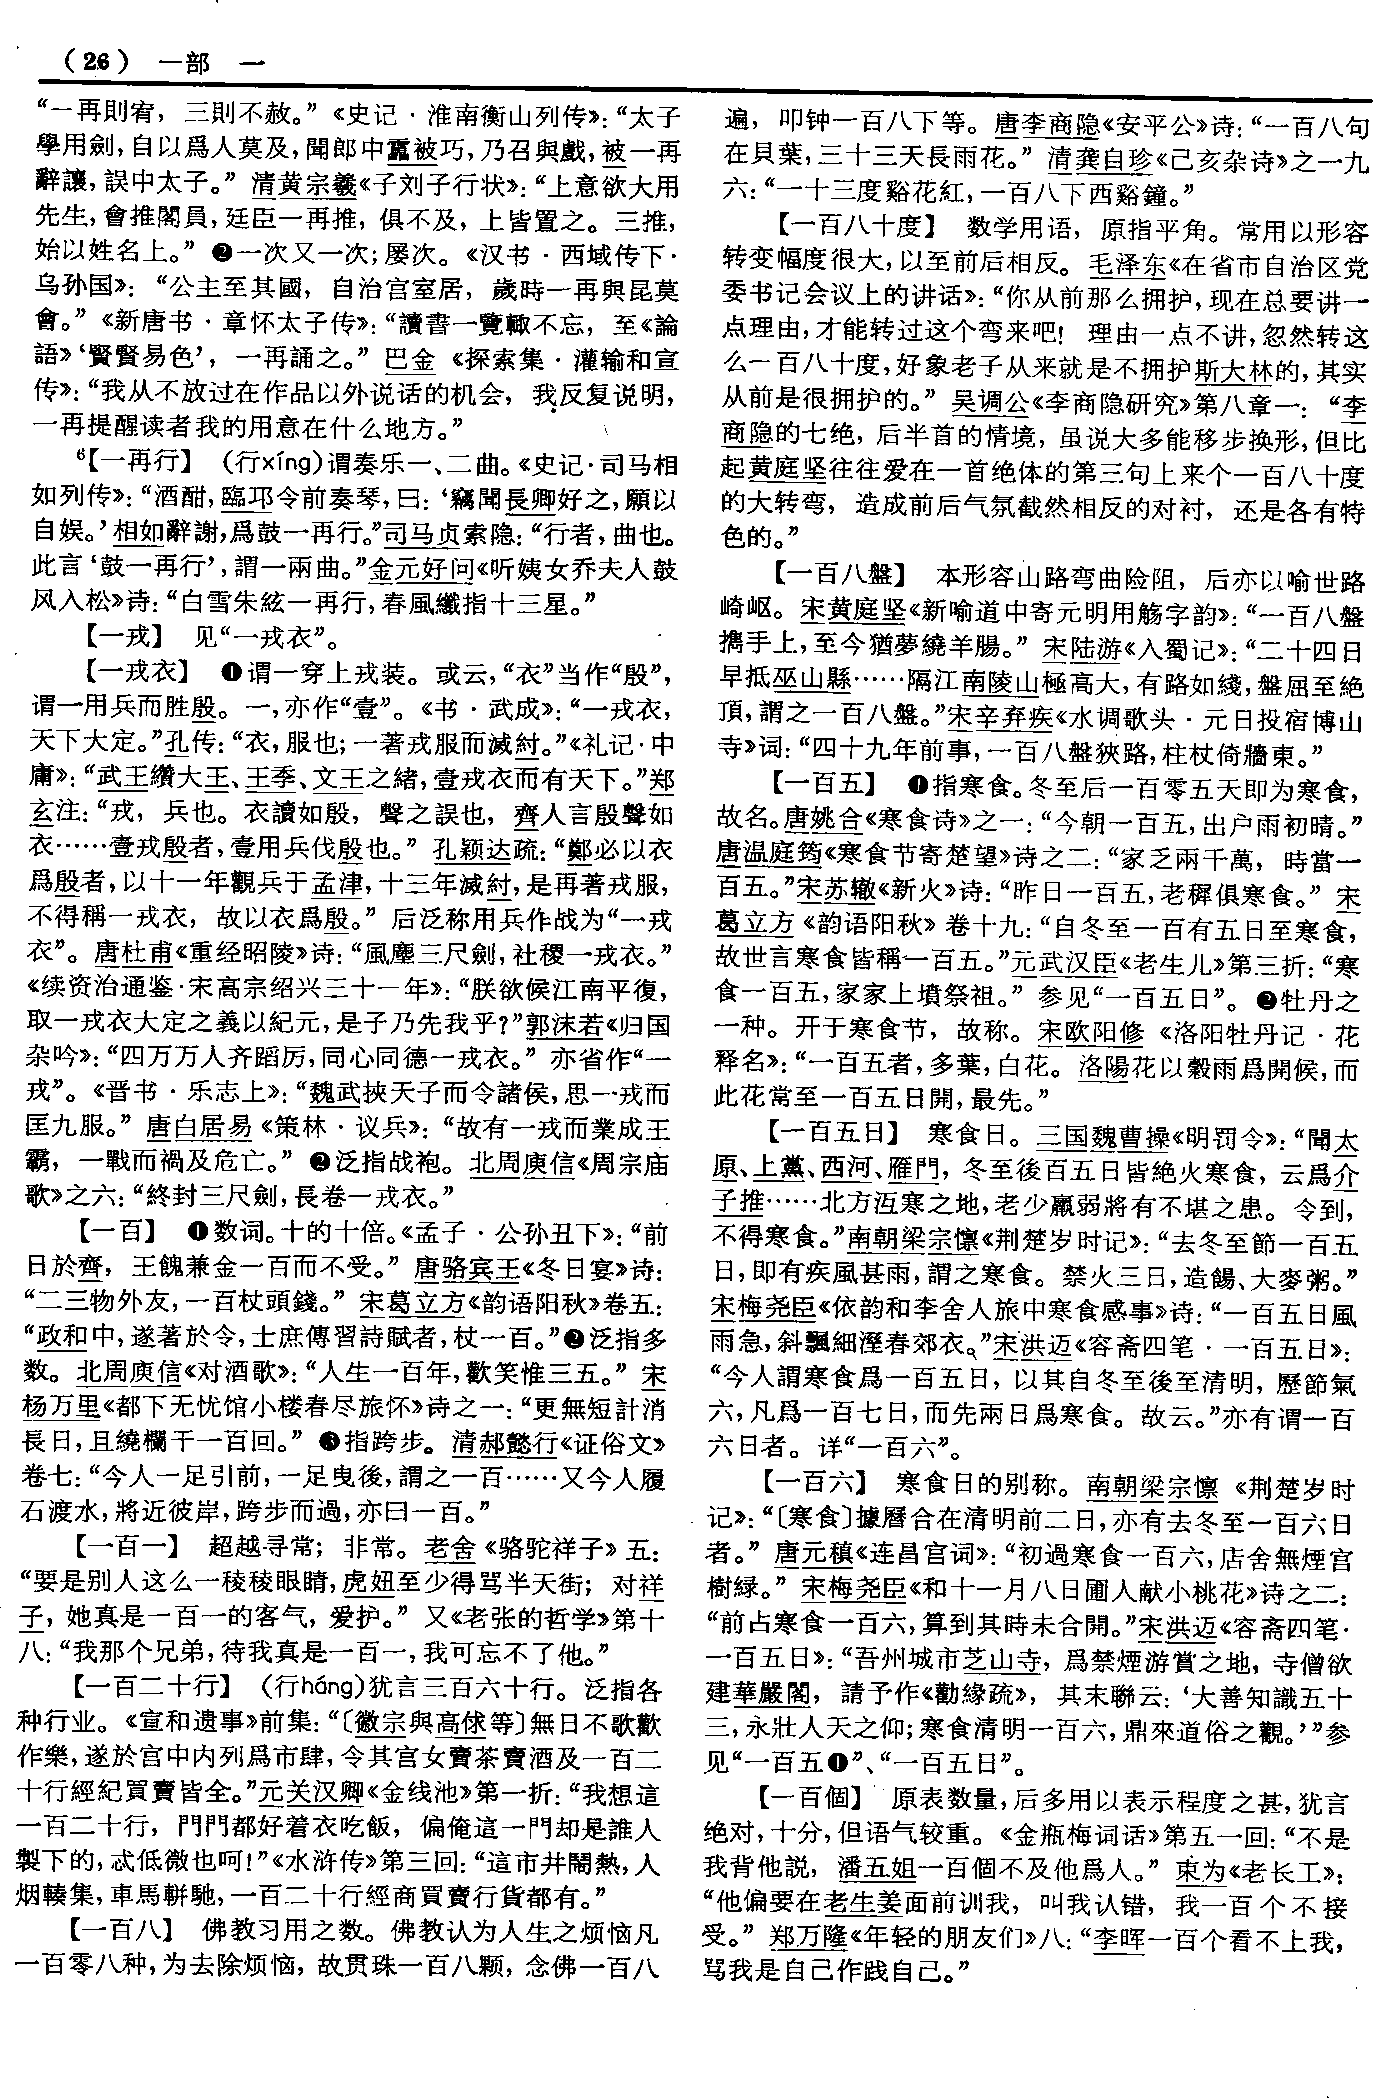 （26） 一部 一
“一再則宥，三則不赦。”《史记·淮南衡山列传》：“太子
學用劍，自以爲人莫及，聞郎中靁被巧，乃召與戲，被一再
辭讓，誤中太子。” 清黄宗羲《子刘子行状》：“上意欲大用
先生，會推閣員，廷臣一再推，俱不及，上皆置之。三推，
始以姓名上。” ❷一次又一次；屡次。《汉书·西域传下·
乌孙国》：“公主至其國，自治宫室居，歲時一再與昆莫
會。”《新唐书·章怀太子传》：“讀書一覽輒不忘，至《論
語》‘賢賢易色’，一再誦之。” 巴金《探索集·灌输和宣
传》：“我从不放过在作品以外说话的机会，我反复说明，
一再提醒读者我的用意在什么地方。”
⁶【一再行】（行xíng）谓奏乐一、二曲。《史记·司马相
如列传》：“酒酣，臨邛令前奏琴，曰：‘竊聞長卿好之，願以
自娱。’相如辭謝，爲鼓一再行。”司马贞索隐：“行者，曲也。
此言‘鼓一再行’，謂一兩曲。”金元好问《听姨女乔夫人鼓
风入松》诗：“白雪朱絃一再行，春風纖指十三星。”
【一戎】 见“一戎衣”。
【一戎衣】 ❶谓一穿上戎装。或云，“衣”当作“殷”，
谓一用兵而胜殷。一，亦作“壹”。《书·武成》：“一戎衣，
天下大定。”孔传：“衣，服也；一著戎服而滅紂。”《礼记·中
庸》：“武王纘大王、王季、文王之緒，壹戎衣而有天下。”郑
玄注：“戎，兵也。衣讀如殷，聲之誤也，齊人言殷聲如
衣……壹戎殷者，壹用兵伐殷也。” 孔颖达疏：“鄭必以衣
爲殷者，以十一年觀兵于孟津，十三年滅紂，是再著戎服，
不得稱一戎衣，故以衣爲殷。” 后泛称用兵作战为“一戎
衣”。唐杜甫《重经昭陵》诗：“風塵三尺劍，社稷一戎衣。”
《续资治通鉴·宋高宗绍兴三十一年》：“朕欲候江南平復，
取一戎衣大定之義以紀元，是子乃先我乎？”郭沫若《归国
杂吟》：“四万万人齐蹈厉，同心同德一戎衣。” 亦省作“一
戎”。《晋书·乐志上》：“魏武挾天子而令諸侯，思一戎而
匡九服。” 唐白居易《策林·议兵》：“故有一戎而業成王
霸，一戰而禍及危亡。” ❷泛指战袍。北周庾信《周宗庙
歌》之六：“終封三尺劍，長卷一戎衣。”
【一百】 ❶数词。十的十倍。《孟子·公孙丑下》：“前
日於齊，王餽兼金一百而不受。” 唐骆宾王《冬日宴》诗：
“二三物外友，一百杖頭錢。” 宋葛立方《韵语阳秋》卷五：
“政和中，遂著於令，士庶傳習詩賦者，杖一百。”❷泛指多
数。北周庾信《对酒歌》：“人生一百年，歡笑惟三五。” 宋
杨万里《都下无忧馆小楼春尽旅怀》诗之一：“更無短計消
長日，且繞欄干一百回。” ❸指跨步。清郝懿行《证俗文》
卷七：“今人一足引前，一足曳後，謂之一百……又今人履
石渡水，將近彼岸，跨步而過，亦曰一百。”
【一百一】 超越寻常；非常。老舍《骆驼祥子》五：
“要是别人这么一稜稜眼睛，虎妞至少得骂半天街；对祥
子，她真是一百一的客气，爱护。” 又《老张的哲学》第十
八：“我那个兄弟，待我真是一百一，我可忘不了他。”
【一百二十行】（行háng）犹言三百六十行。泛指各
种行业。《宣和遗事》前集：“〔徽宗與高俅等〕無日不歌歡
作樂，遂於宫中内列爲市肆，令其宫女賣茶賣酒及一百二
十行經紀買賣皆全。”元关汉卿《金线池》第一折：“我想這
一百二十行，門門都好着衣吃飯，偏俺這一門却是誰人
製下的，忒低微也呵！”《水浒传》第三回：“這市井鬧熱，人
烟輳集，車馬軿馳，一百二十行經商買賣行貨都有。”
【一百八】 佛教习用之数。佛教认为人生之烦恼凡
一百零八种，为去除烦恼，故贯珠一百八颗，念佛一百八
遍，叩钟一百八下等。唐李商隐《安平公》诗：“一百八句
在貝葉，三十三天長雨花。” 清龚自珍《己亥杂诗》之一九
六：“一十三度谿花紅，一百八下西谿鐘。”
【一百八十度】 数学用语，原指平角。常用以形容
转变幅度很大，以至前后相反。毛泽东《在省市自治区党
委书记会议上的讲话》：“你从前那么拥护，现在总要讲一
点理由，才能转过这个弯来吧！理由一点不讲，忽然转这
么一百八十度，好象老子从来就是不拥护斯大林的，其实
从前是很拥护的。” 吴调公《李商隐研究》第八章一：“李
商隐的七绝，后半首的情境，虽说大多能移步换形，但比
起黄庭坚往往爱在一首绝体的第三句上来个一百八十度
的大转弯，造成前后气氛截然相反的对衬，还是各有特
色的。”
【一百八盤】 本形容山路弯曲险阻，后亦以喻世路
崎岖。宋黄庭坚《新喻道中寄元明用觞字韵》：“一百八盤
攜手上，至今猶夢繞羊腸。” 宋陆游《入蜀记》：“二十四日
早抵巫山縣……隔江南陵山極高大，有路如綫，盤屈至絶
頂，謂之一百八盤。”宋辛弃疾《水调歌头·元日投宿博山
寺》词：“四十九年前事，一百八盤狹路，柱杖倚牆東。”
【一百五】 ❶指寒食。冬至后一百零五天即为寒食，
故名。唐姚合《寒食诗》之一：“今朝一百五，出户雨初晴。”
唐温庭筠《寒食节寄楚望》诗之二：“家乏兩千萬，時當一
百五。”宋苏辙《新火》诗：“昨日一百五，老穉俱寒食。” 宋
葛立方《韵语阳秋》卷十九：“自冬至一百有五日至寒食，
故世言寒食皆稱一百五。”元武汉臣《老生儿》第三折：“寒
食一百五，家家上墳祭祖。” 参见“一百五日”。❷牡丹之
一种。开于寒食节，故称。宋欧阳修《洛阳牡丹记·花
释名》：“一百五者，多葉，白花。洛陽花以穀雨爲開候，而
此花常至一百五日開，最先。”
【一百五日】 寒食日。三国魏曹操《明罚令》：“聞太
原、上黨、西河、雁門，冬至後百五日皆絶火寒食，云爲介
子推……北方沍寒之地，老少羸弱將有不堪之患。令到，
不得寒食。”南朝梁宗懔《荆楚岁时记》：“去冬至節一百五
日，即有疾風甚雨，謂之寒食。禁火三日，造餳、大麥粥。”
宋梅尧臣《依韵和李舍人旅中寒食感事》诗：“一百五日風
雨急，斜飄細溼春郊衣。”宋洪迈《容斋四笔·一百五日》：
“今人謂寒食爲一百五日，以其自冬至後至清明，歷節氣
六，凡爲一百七日，而先兩日爲寒食。故云。”亦有谓一百
六日者。详“一百六”。
【一百六】 寒食日的别称。南朝梁宗懔《荆楚岁时
记》：“〔寒食〕據曆合在清明前二日，亦有去冬至一百六日
者。” 唐元稹《连昌宫词》：“初過寒食一百六，店舍無煙宫
樹緑。” 宋梅尧臣《和十一月八日圃人献小桃花》诗之二：
“前占寒食一百六，算到其時未合開。”宋洪迈《容斋四笔·
一百五日》：“吾州城市芝山寺，爲禁煙游賞之地，寺僧欲
建華嚴閣，請予作《勸緣疏》，其末聯云：‘大善知識五十
三，永壯人天之仰；寒食清明一百六，鼎來道俗之觀。’”参
见“一百五❶”、“一百五日”。
【一百個】 原表数量，后多用以表示程度之甚，犹言
绝对，十分，但语气较重。《金瓶梅词话》第五一回：“不是
我背他説，潘五姐一百個不及他爲人。” 束为《老长工》：
“他偏要在老生姜面前训我，叫我认错，我一百个不接
受。” 郑万隆《年轻的朋友们》八：“李晖一百个看不上我，
骂我是自己作践自己。”